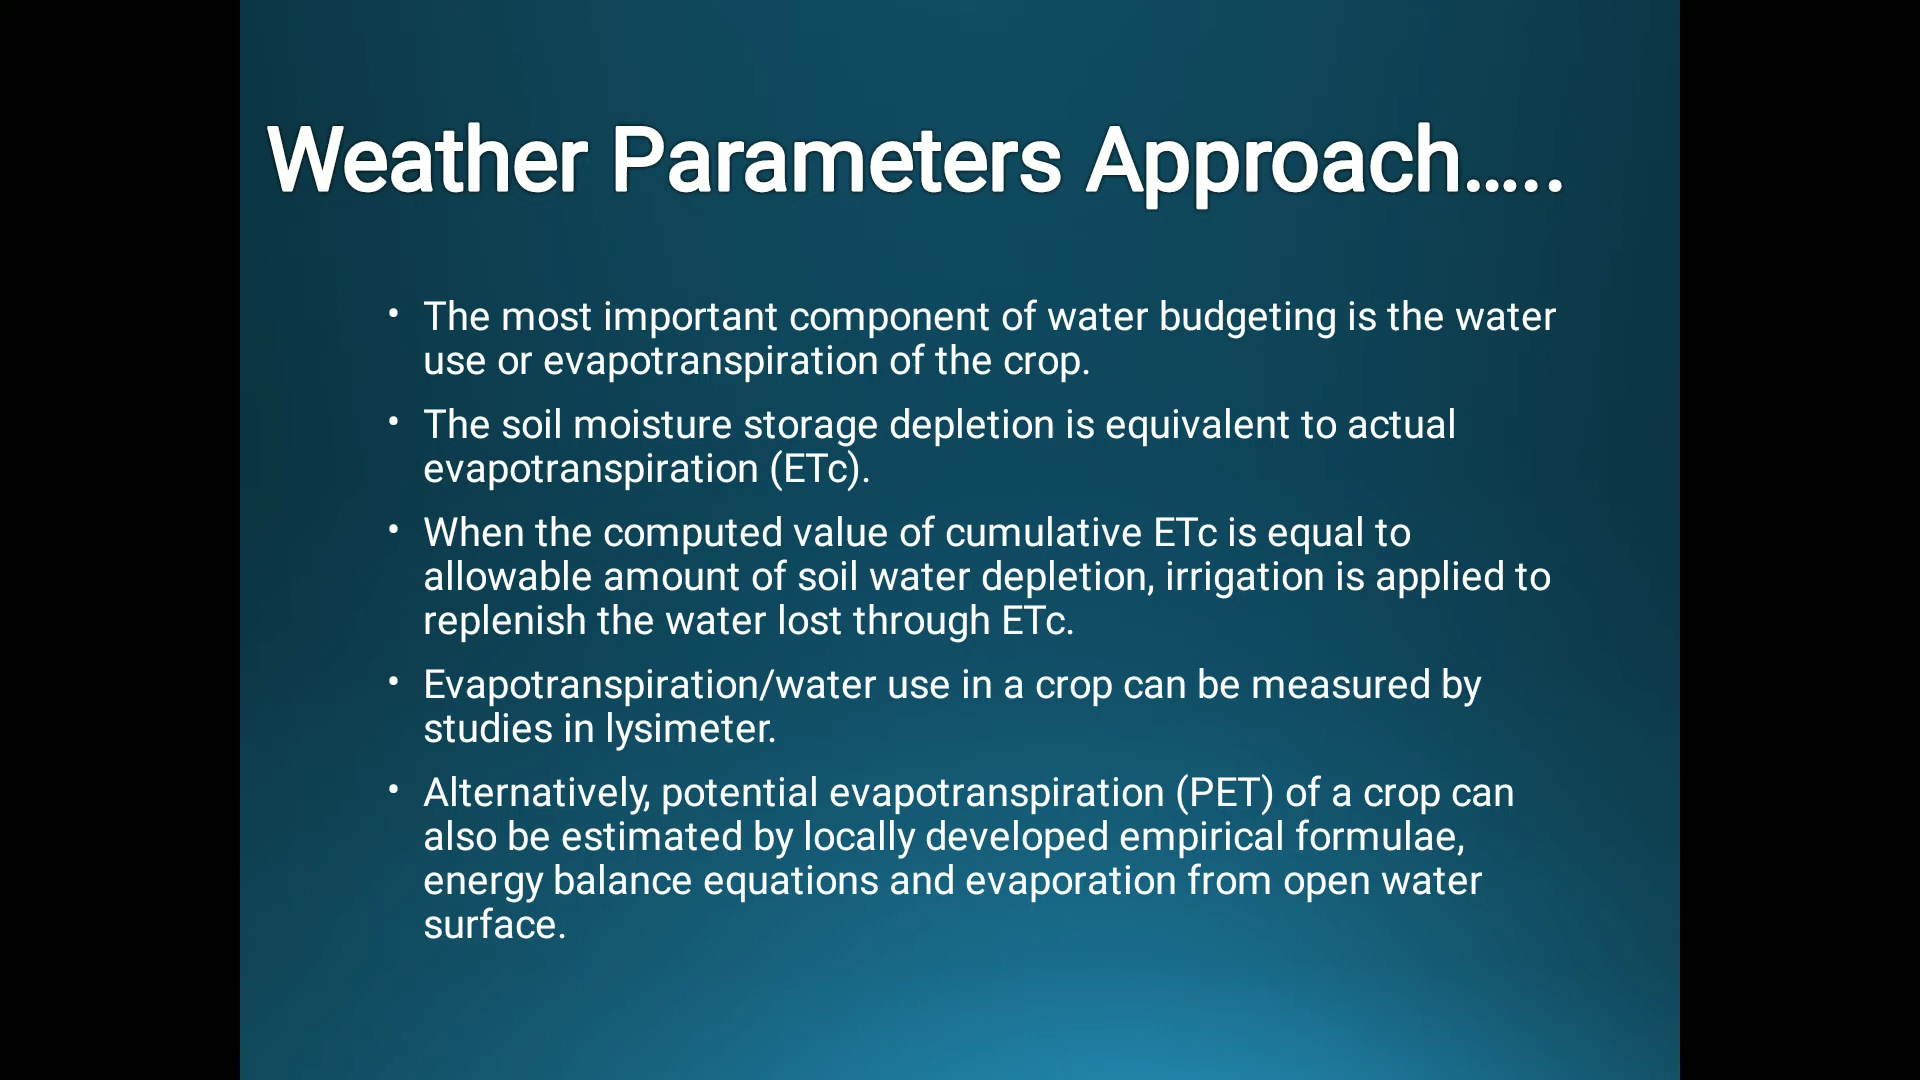 Weather Parameters Approach…..
• The most important component of water budgeting is the water
use or evapotranspiration of the crop.
• The soil moisture storage depletion is equivalent to actual
evapotranspiration (ETc).
• When the computed value of cumulative ETc is equal to
allowable amount of soil water depletion, irrigation is applied to
replenish the water lost through ETc.
• Evapotranspiration/water use in a crop can be measured by
studies in lysimeter.
• Alternatively, potential evapotranspiration (PET) of a crop can
also be estimated by locally developed empirical formulae,
energy balance equations and evaporation from open water
surface.